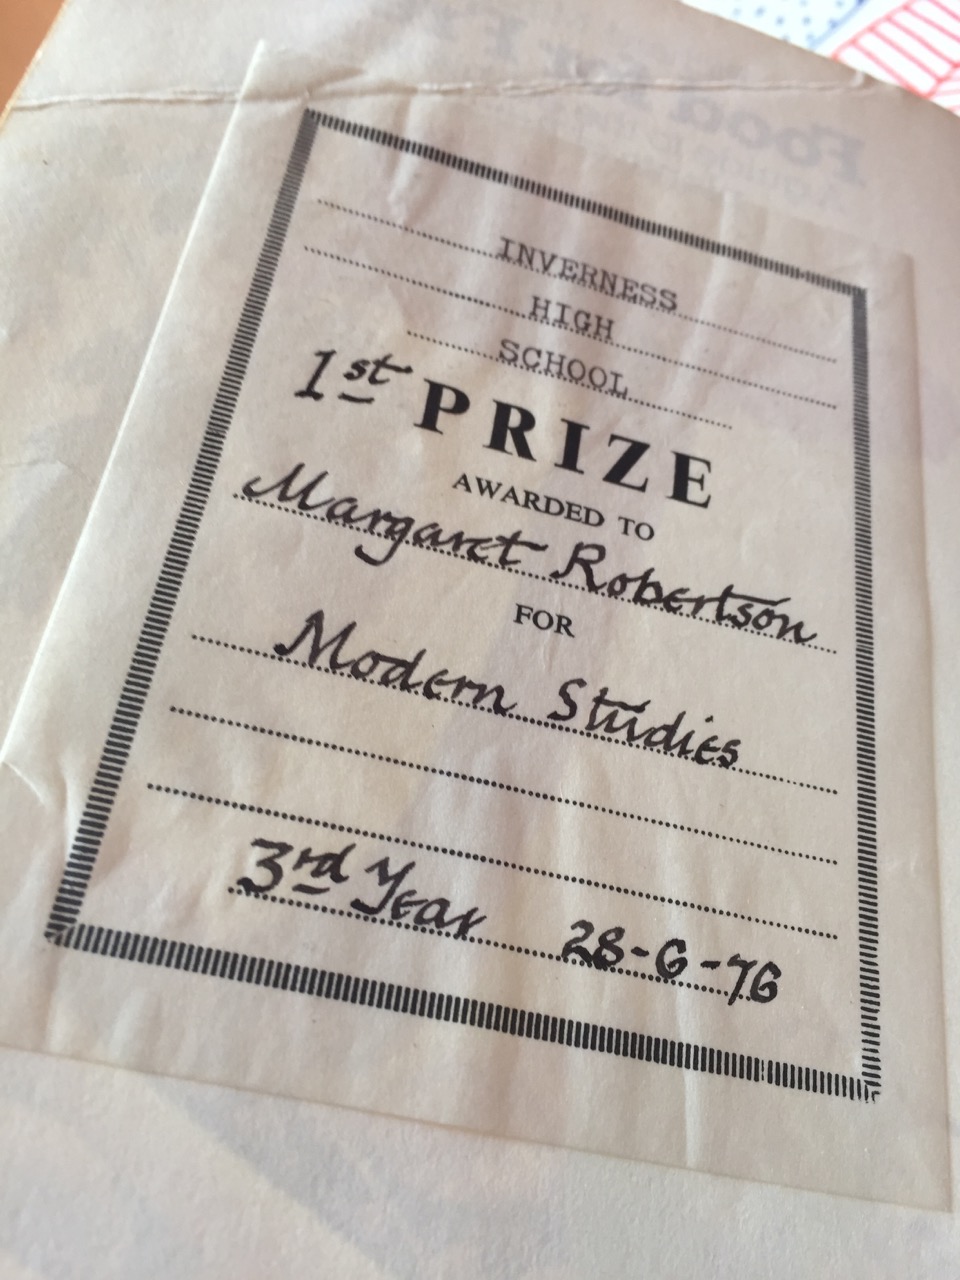 INVERNESS
HIGH
SCHOOL
1st PRIZE
AWARDED TO
Margaret Robertson
FOR
Modern Studies
3rd Year 28-6-76